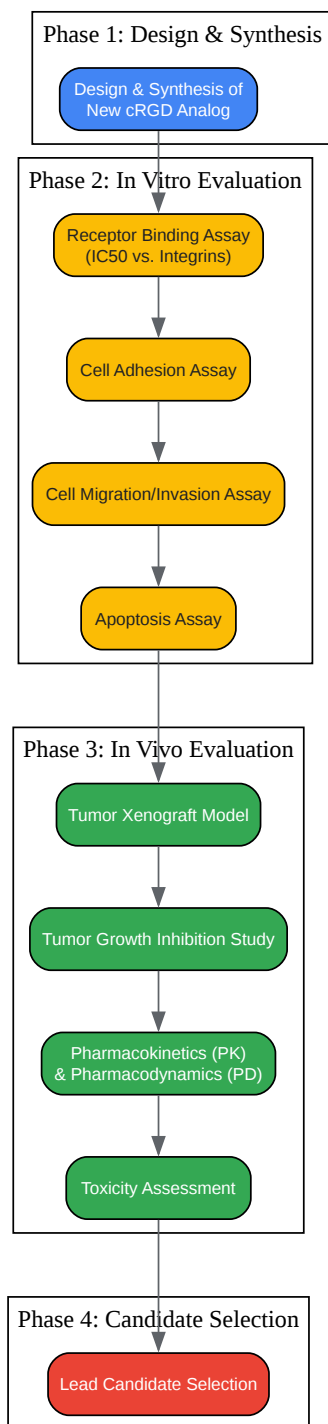 Phase 1: Design & Synthesis
Design & Synthesis of
New cRGD Analog
Phase 2: In Vitro Evaluation
Receptor Binding Assay
(IC50 vs. Integrins)
Cell Adhesion Assay
Cell Migration/Invasion Assay
Apoptosis Assay
Phase 3: In Vivo Evaluation
Tumor Xenograft Model
Tumor Growth Inhibition Study
Pharmacokinetics (PK)
& Pharmacodynamics (PD)
Toxicity Assessment
Phase 4: Candidate Selection
Lead Candidate Selection